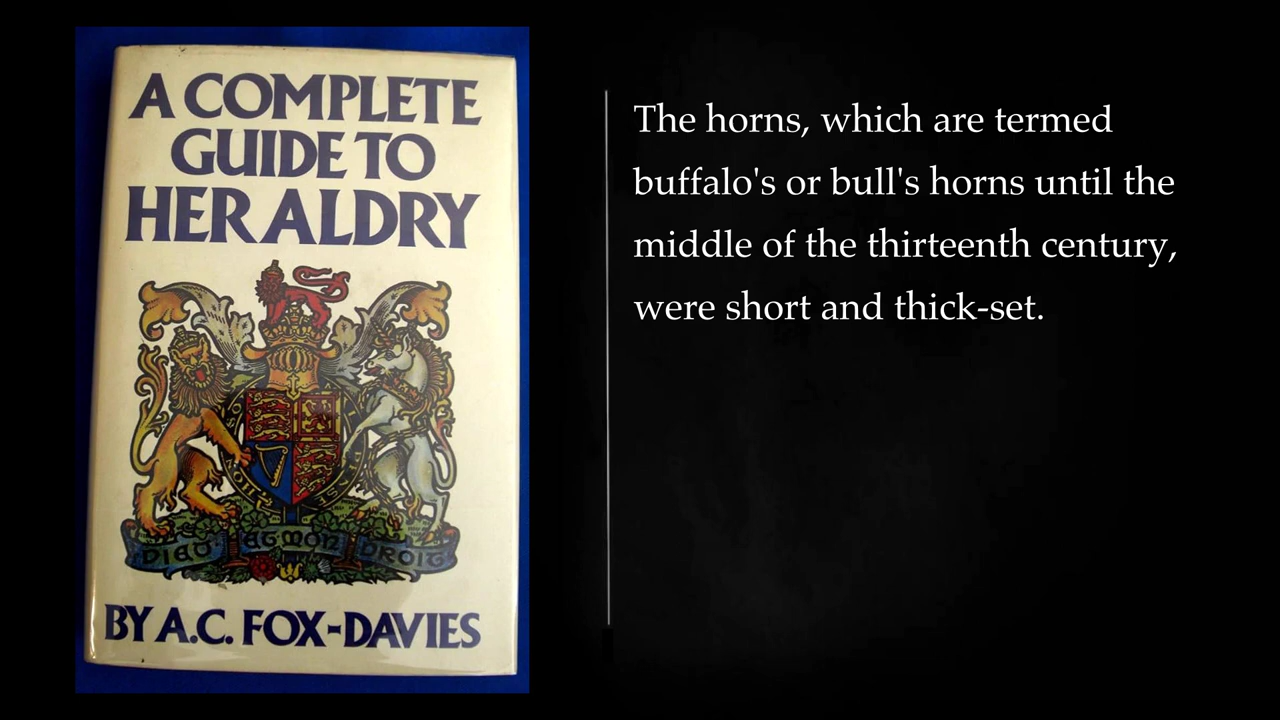 A COMPLETE
GUIDE TO
HERALDRY
DIEU ET MON DROIT
BY A.C. FOX-DAVIES
The horns, which are termed
buffalo's or bull's horns until the
middle of the thirteenth century,
were short and thick-set.